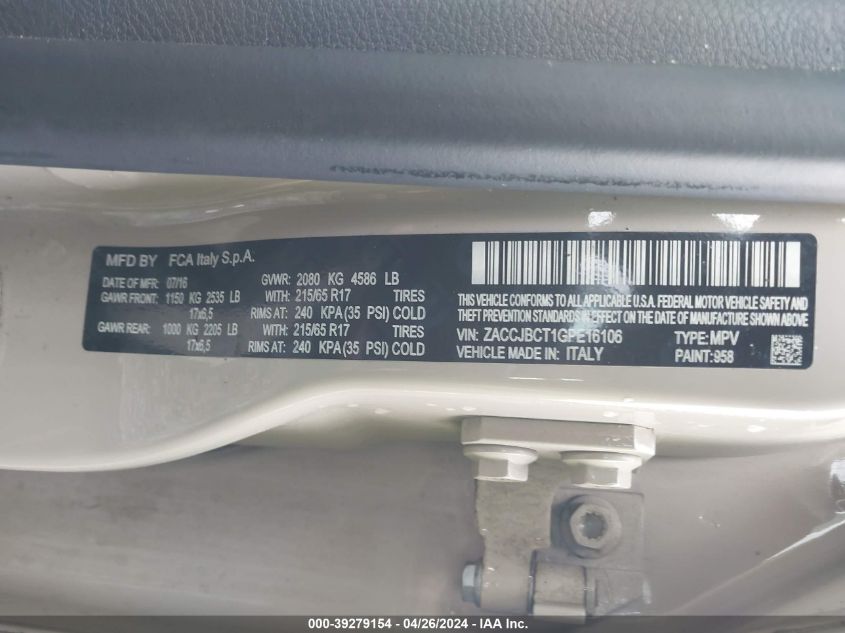 MFD BY FCA Italy S.p.A.
DATE OF MFD: 07/16 GVWR: 2080 KG 4586 LB
GAWR FRONT: 1150 KG 2535 LB WITH: 215/65 R17 TIRES
17x6,5 RIMS AT: 240 KPA(35 PSI) COLD
GAWR REAR: 1000 KG 2205 LB WITH: 215/65 R17 TIRES
17x6,5 RIMS AT: 240 KPA(35 PSI) COLD
THIS VEHICLE CONFORMS TO ALL APPLICABLE U.S.A. FEDERAL MOTOR VEHICLE SAFETY AND
THEFT PREVENTION STANDARDS IN EFFECT ON THE DATE OF MANUFACTURE SHOWN ABOVE
VIN: ZACCJBCT1GPE16106 TYPE: MPV
VEHICLE MADE IN: ITALY PAINT: 958
000-39279154 - 04/26/2024 - IAA Inc.